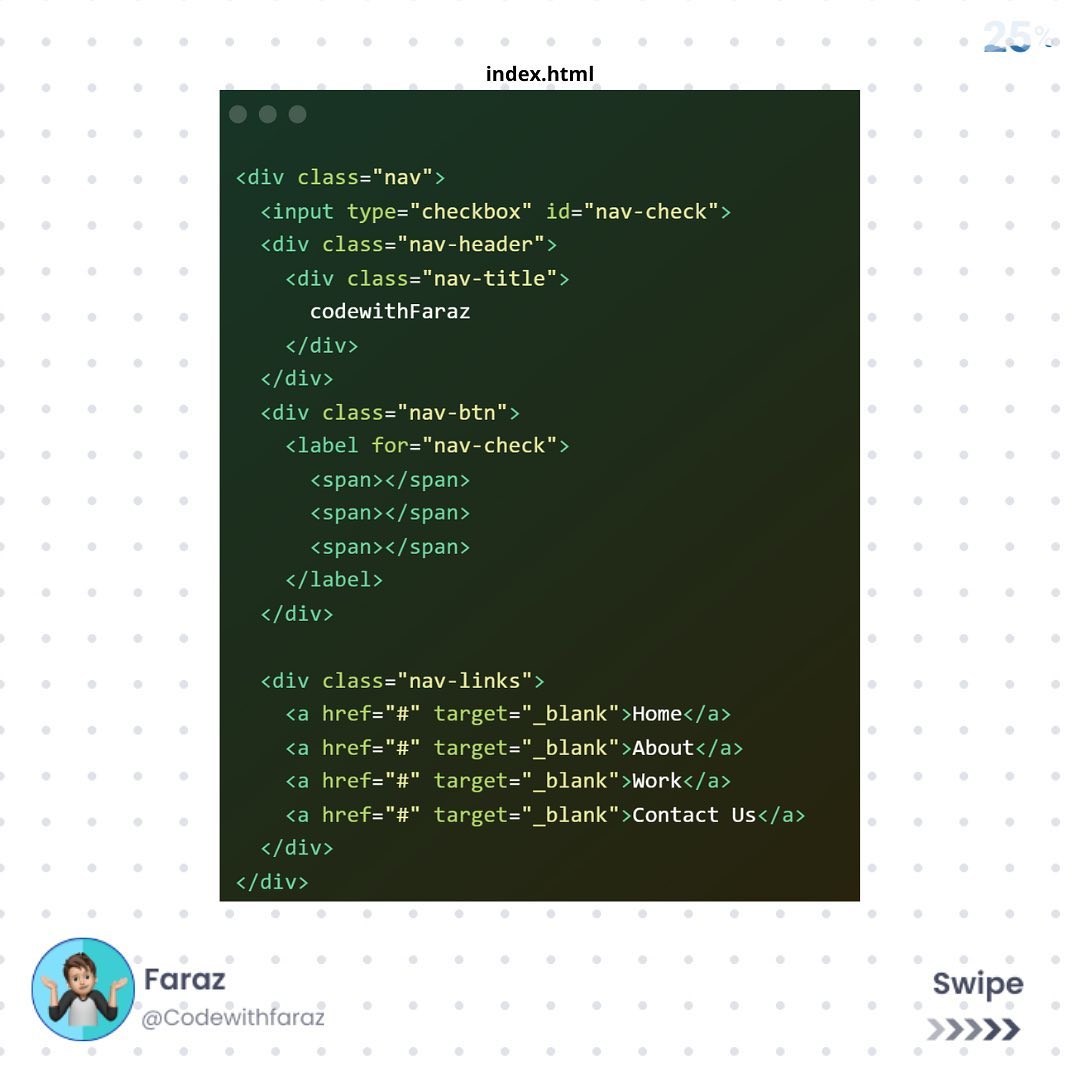 25%
index.html
<div class="nav">
  <input type="checkbox" id="nav-check">
  <div class="nav-header">
    <div class="nav-title">
      codewithFaraz
    </div>
  </div>
  <div class="nav-btn">
    <label for="nav-check">
      <span></span>
      <span></span>
      <span></span>
    </label>
  </div>
  <div class="nav-links">
    <a href="#" target="_blank">Home</a>
    <a href="#" target="_blank">About</a>
    <a href="#" target="_blank">Work</a>
    <a href="#" target="_blank">Contact Us</a>
  </div>
</div>
Faraz
@Codewithfaraz
Swipe